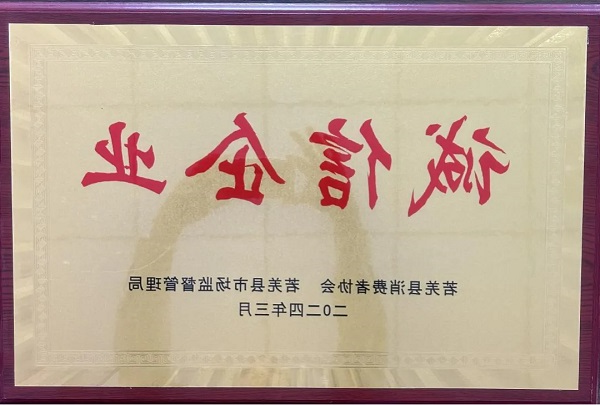 诚信企业
若羌县消费者协会 若羌县市场监督管理局
二〇二四年三月